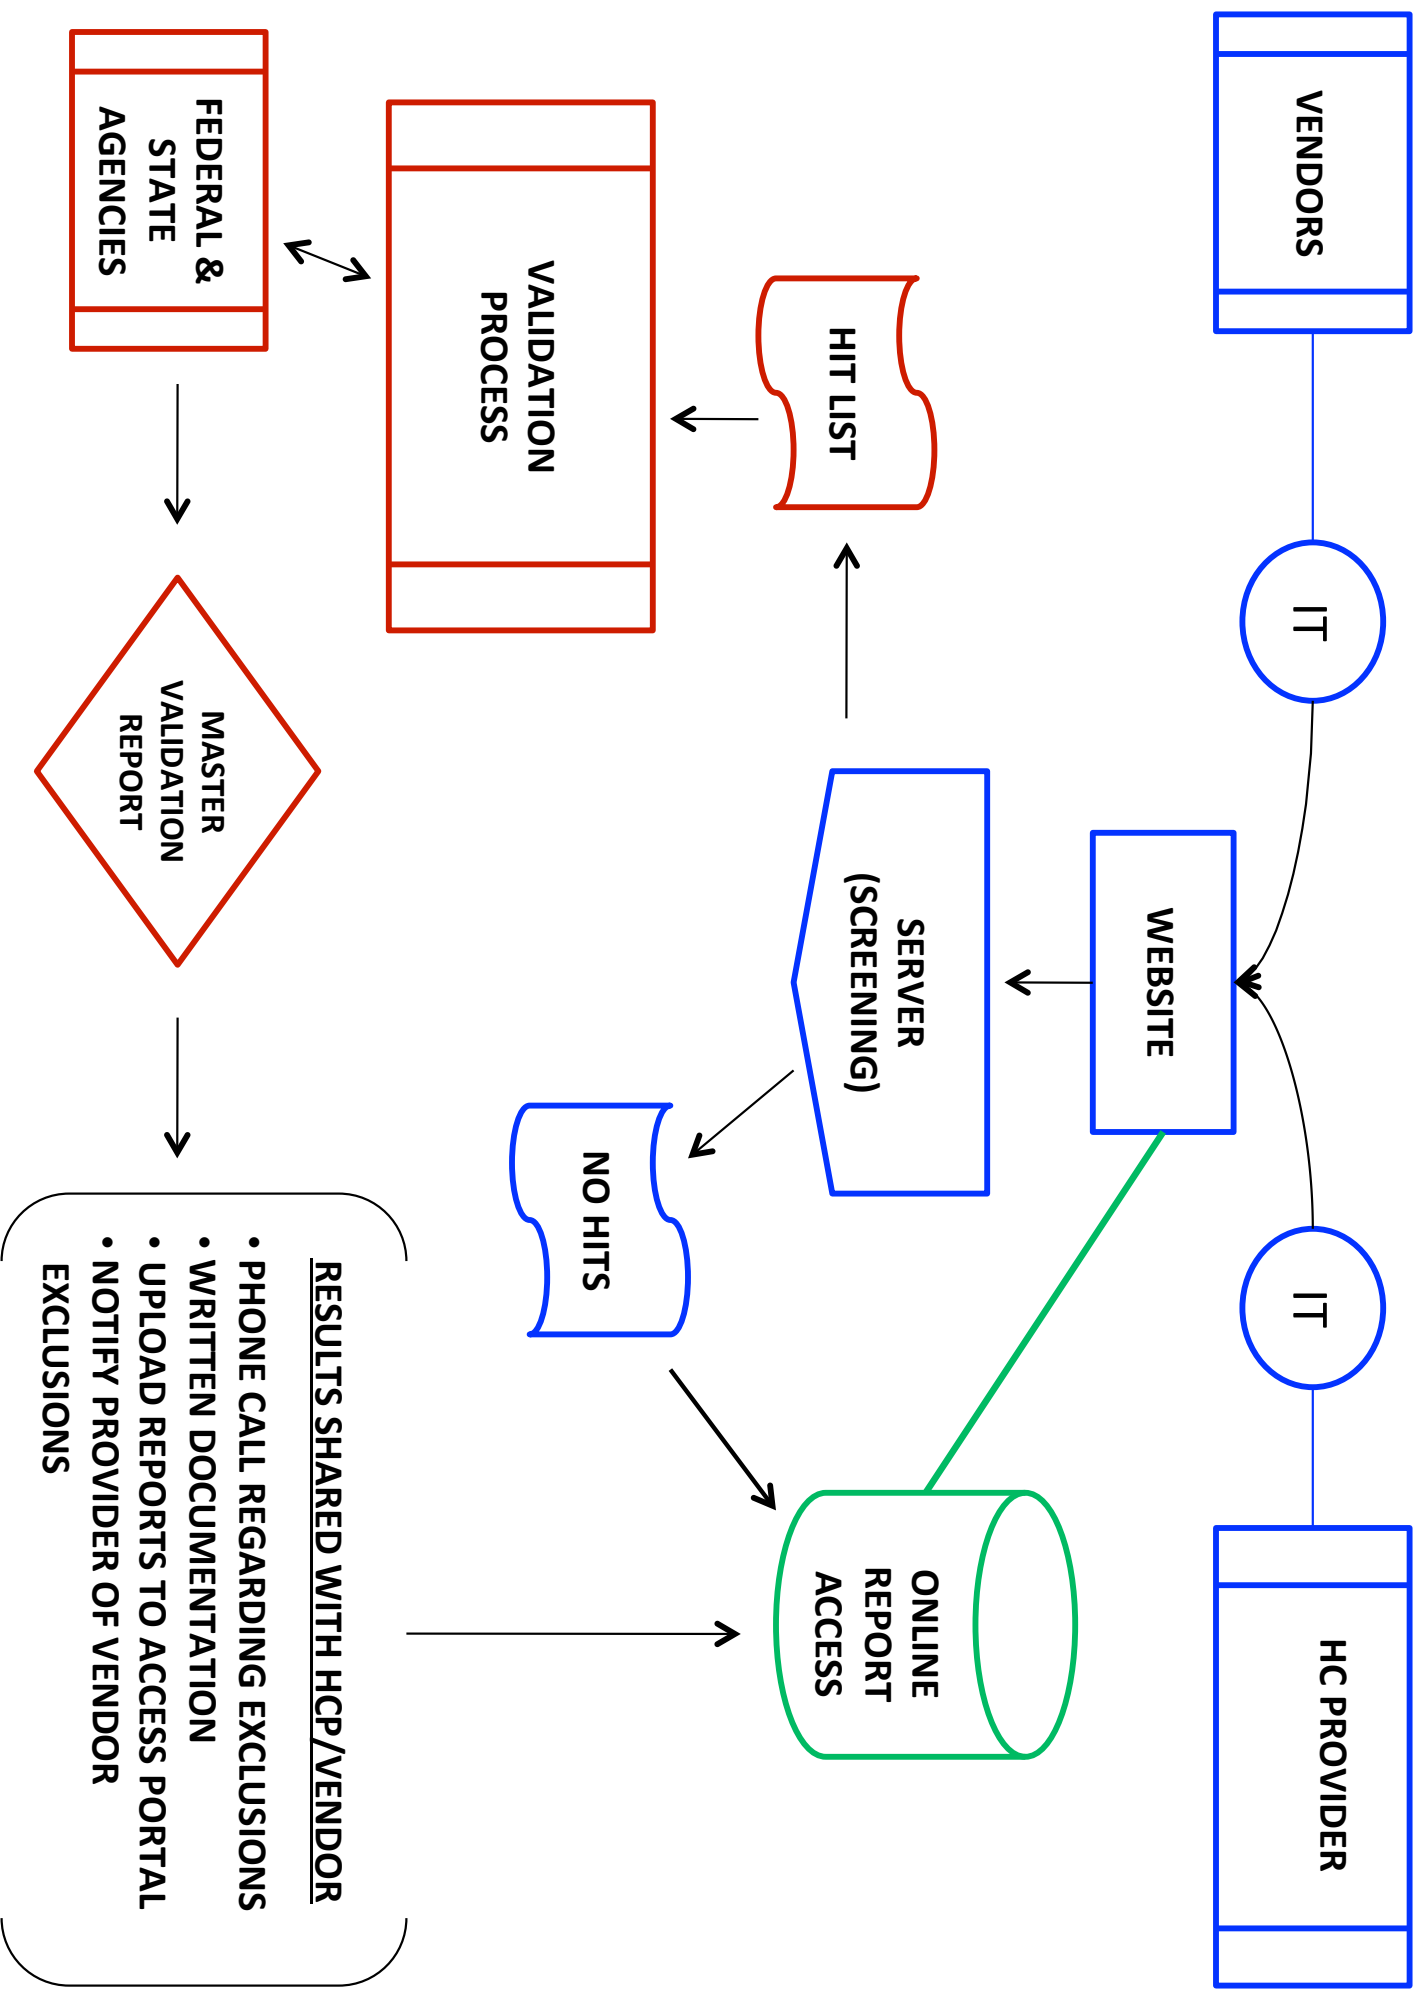 VENDORS
IT
IT
HC PROVIDER
WEBSITE
SERVER
(SCREENING)
HIT LIST
NO HITS
ONLINE
REPORT
ACCESS
VALIDATION
PROCESS
FEDERAL &
STATE
AGENCIES
MASTER
VALIDATION
REPORT
RESULTS SHARED WITH HCP/VENDOR
• PHONE CALL REGARDING EXCLUSIONS
• WRITTEN DOCUMENTATION
• UPLOAD REPORTS TO ACCESS PORTAL
• NOTIFY PROVIDER OF VENDOR
EXCLUSIONS